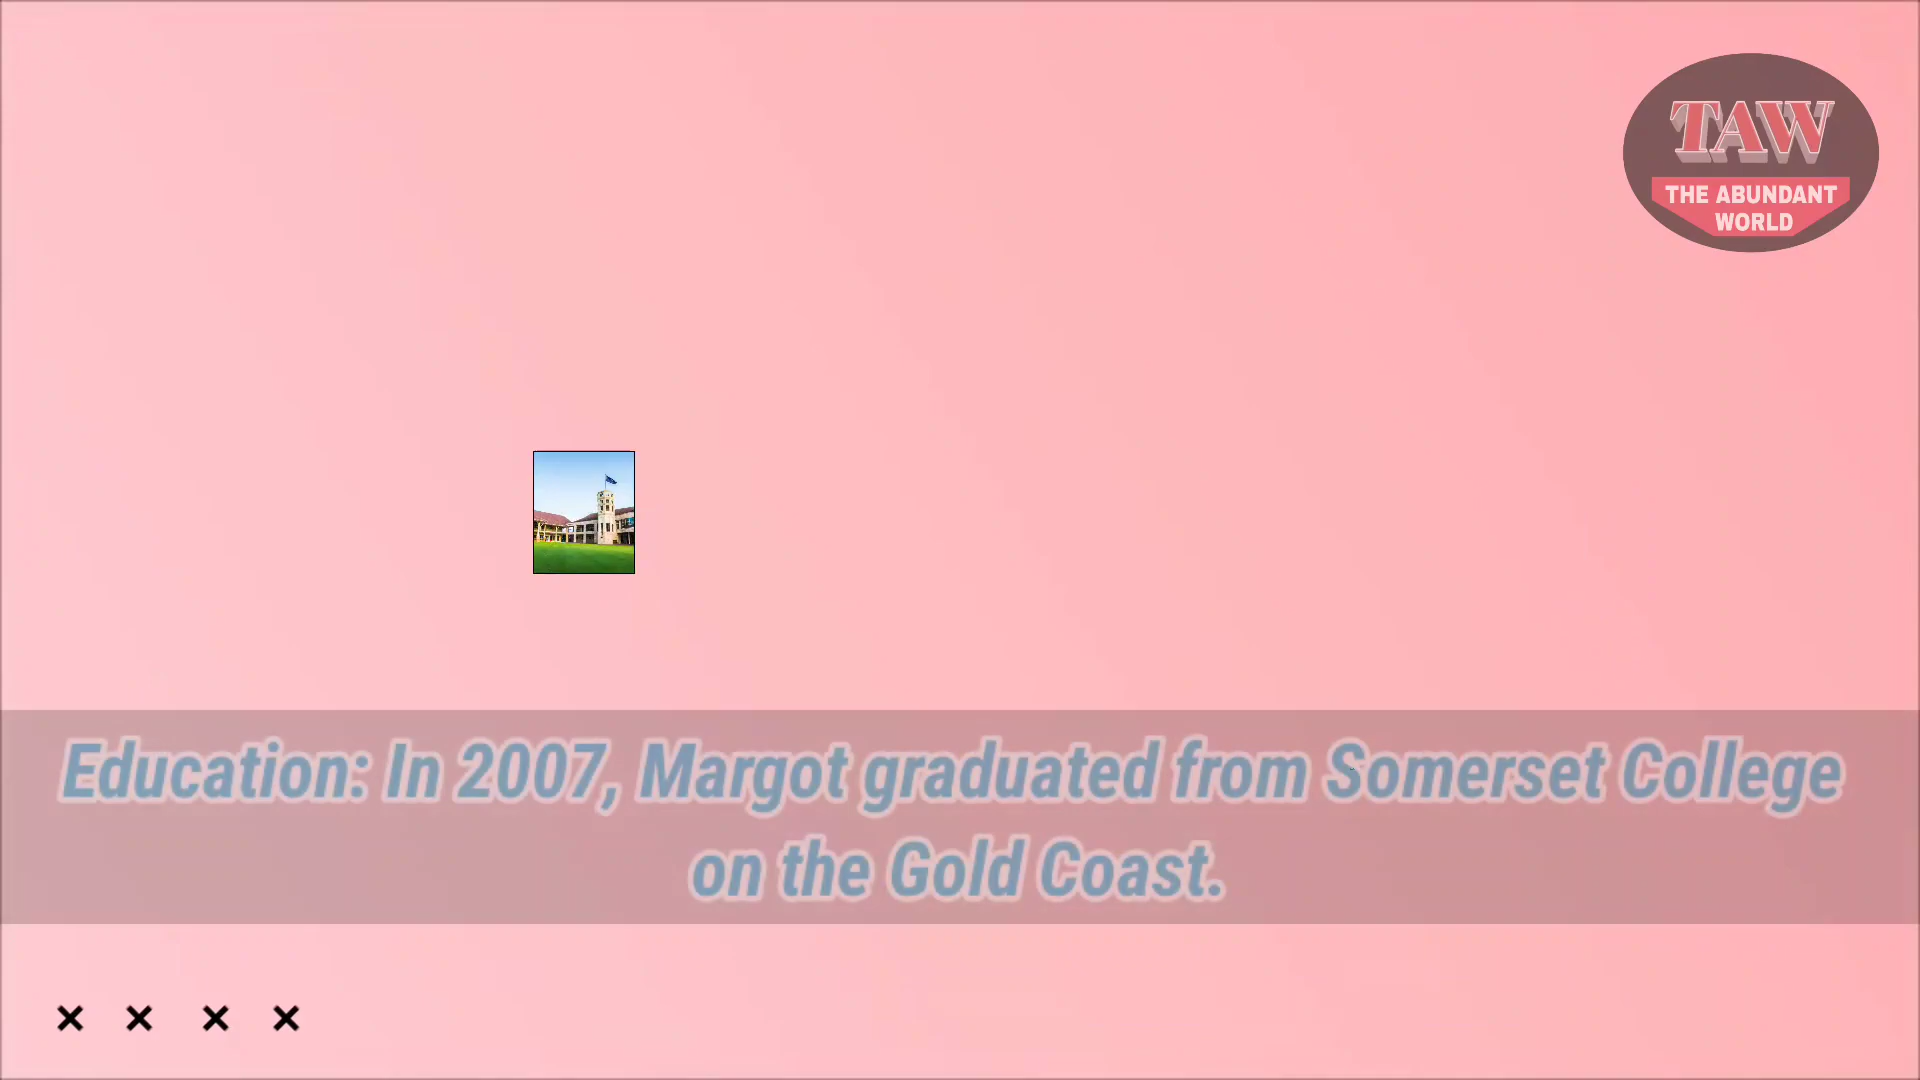 TAW
THE ABUNDANT
WORLD
Education: In 2007, Margot graduated from Somerset College
on the Gold Coast.